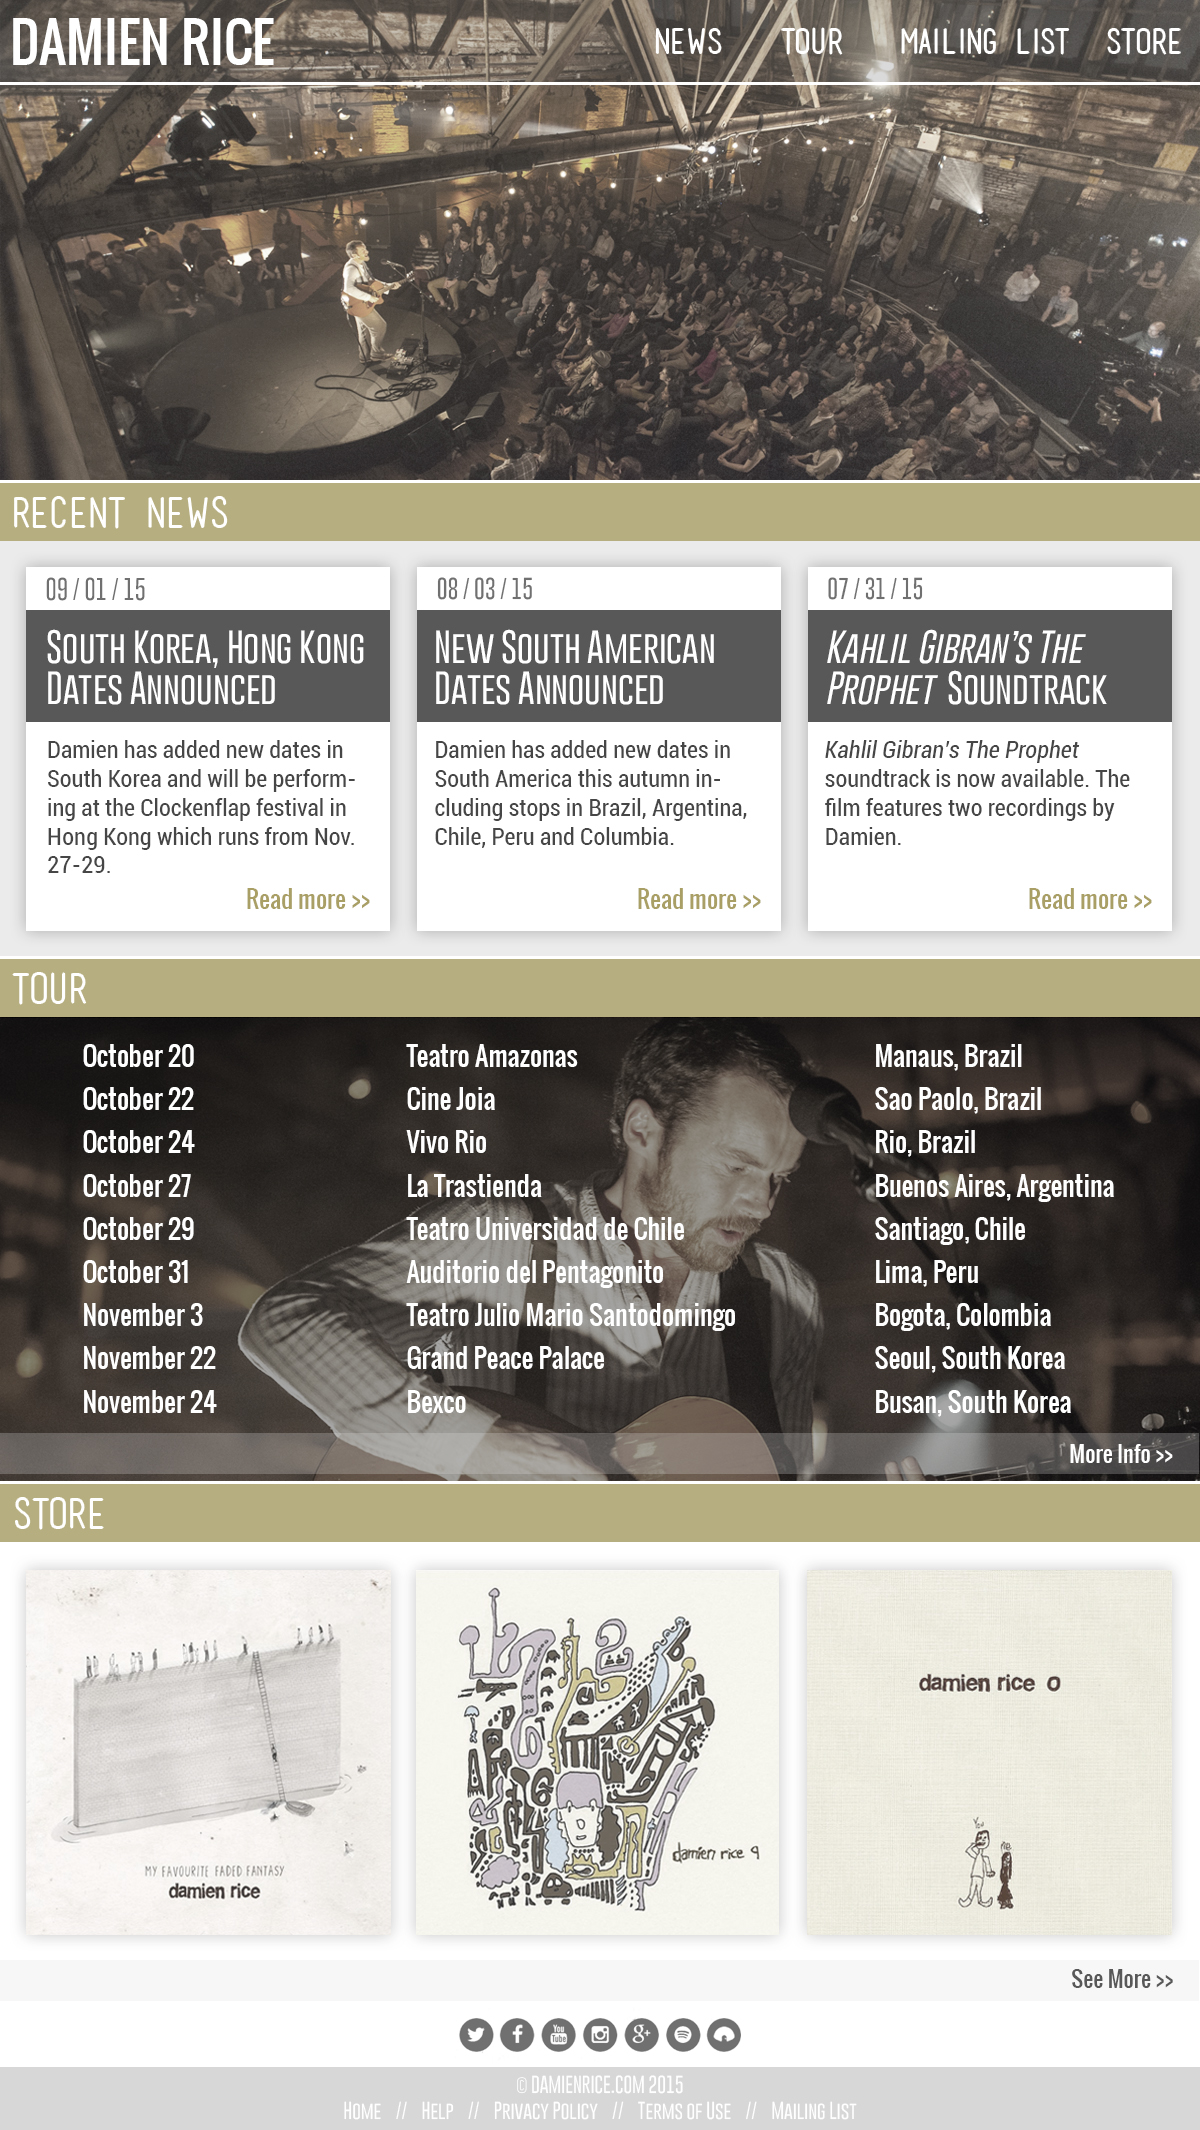 DAMIEN RICE
NEWS TOUR MAILING LIST STORE
RECENT NEWS
09 / 01 / 15
South Korea, Hong Kong
Dates Announced
Damien has added new dates in
South Korea and will be perform-
ing at the Clockenflap festival in
Hong Kong which runs from Nov.
27-29.
Read more >>
08 / 03 / 15
New South American
Dates Announced
Damien has added new dates in
South America this autumn in-
cluding stops in Brazil, Argentina,
Chile, Peru and Columbia.
Read more >>
07 / 31 / 15
Kahlil Gibran's The
Prophet Soundtrack
Kahlil Gibran's The Prophet
soundtrack is now available. The
film features two recordings by
Damien.
Read more >>
TOUR
October 20 Teatro Amazonas Manaus, Brazil
October 22 Cine Joia Sao Paolo, Brazil
October 24 Vivo Rio Rio, Brazil
October 27 La Trastienda Buenos Aires, Argentina
October 29 Teatro Universidad de Chile Santiago, Chile
October 31 Auditorio del Pentagonito Lima, Peru
November 3 Teatro Julio Mario Santodomingo Bogota, Colombia
November 22 Grand Peace Palace Seoul, South Korea
November 24 Bexco Busan, South Korea
More Info >>
STORE
MY FAVOURITE FADED FANTASY
damien rice
damien rice 9
damien rice O
You
Me
See More >>
You
Tube
g+
© DAMIENRICE.COM 2015
Home // Help // Privacy Policy // Terms of Use // Mailing List